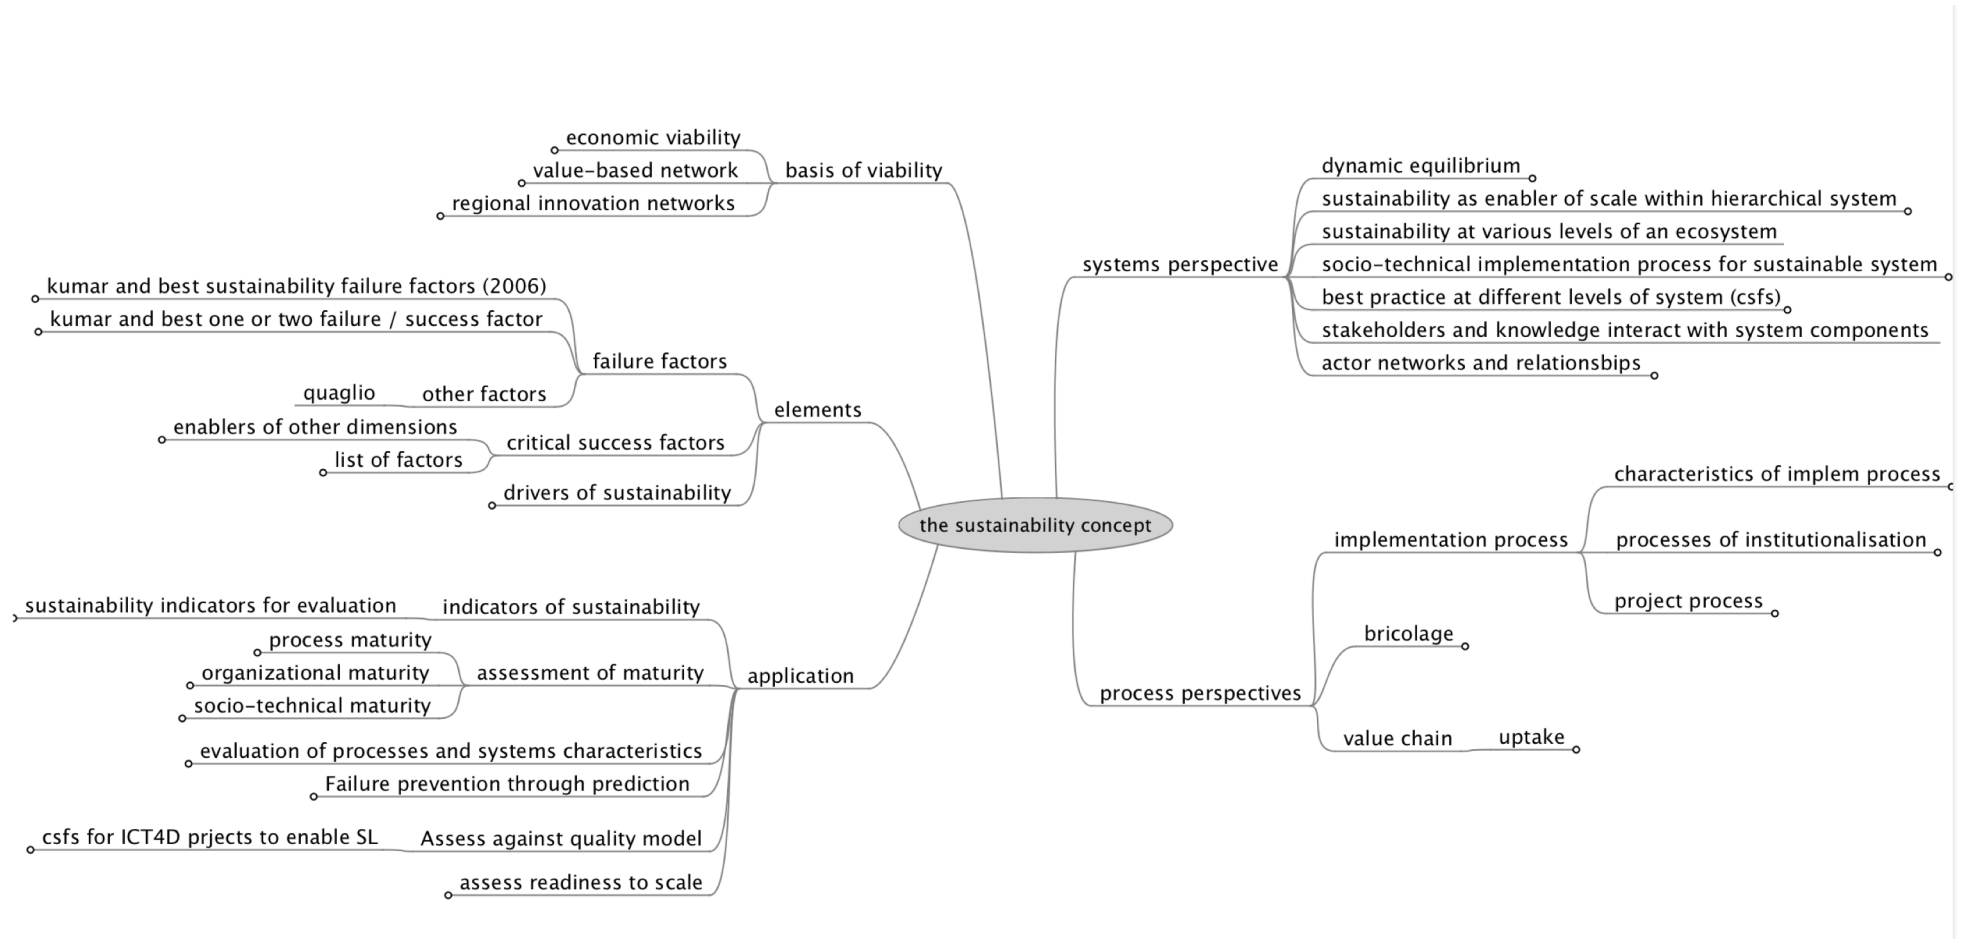 economic viability
value-based network
regional innovation networks
basis of viability
kumar and best sustainability failure factors (2006)
kumar and best one or two failure / success factor
quaglio
other factors
failure factors
enablers of other dimensions
list of factors
critical success factors
drivers of sustainability
elements
the sustainability concept
sustainability indicators for evaluation
indicators of sustainability
process maturity
organizational maturity
socio-technical maturity
assessment of maturity
application
evaluation of processes and systems characteristics
Failure prevention through prediction
csfs for ICT4D prjects to enable SL
Assess against quality model
assess readiness to scale
systems perspective
dynamic equilibrium
sustainability as enabler of scale within hierarchical system
sustainability at various levels of an ecosystem
socio-technical implementation process for sustainable system
best practice at different levels of system (csfs)
stakeholders and knowledge interact with system components
actor networks and relationsbips
process perspectives
implementation process
characteristics of implem process
processes of institutionalisation
project process
bricolage
value chain
uptake